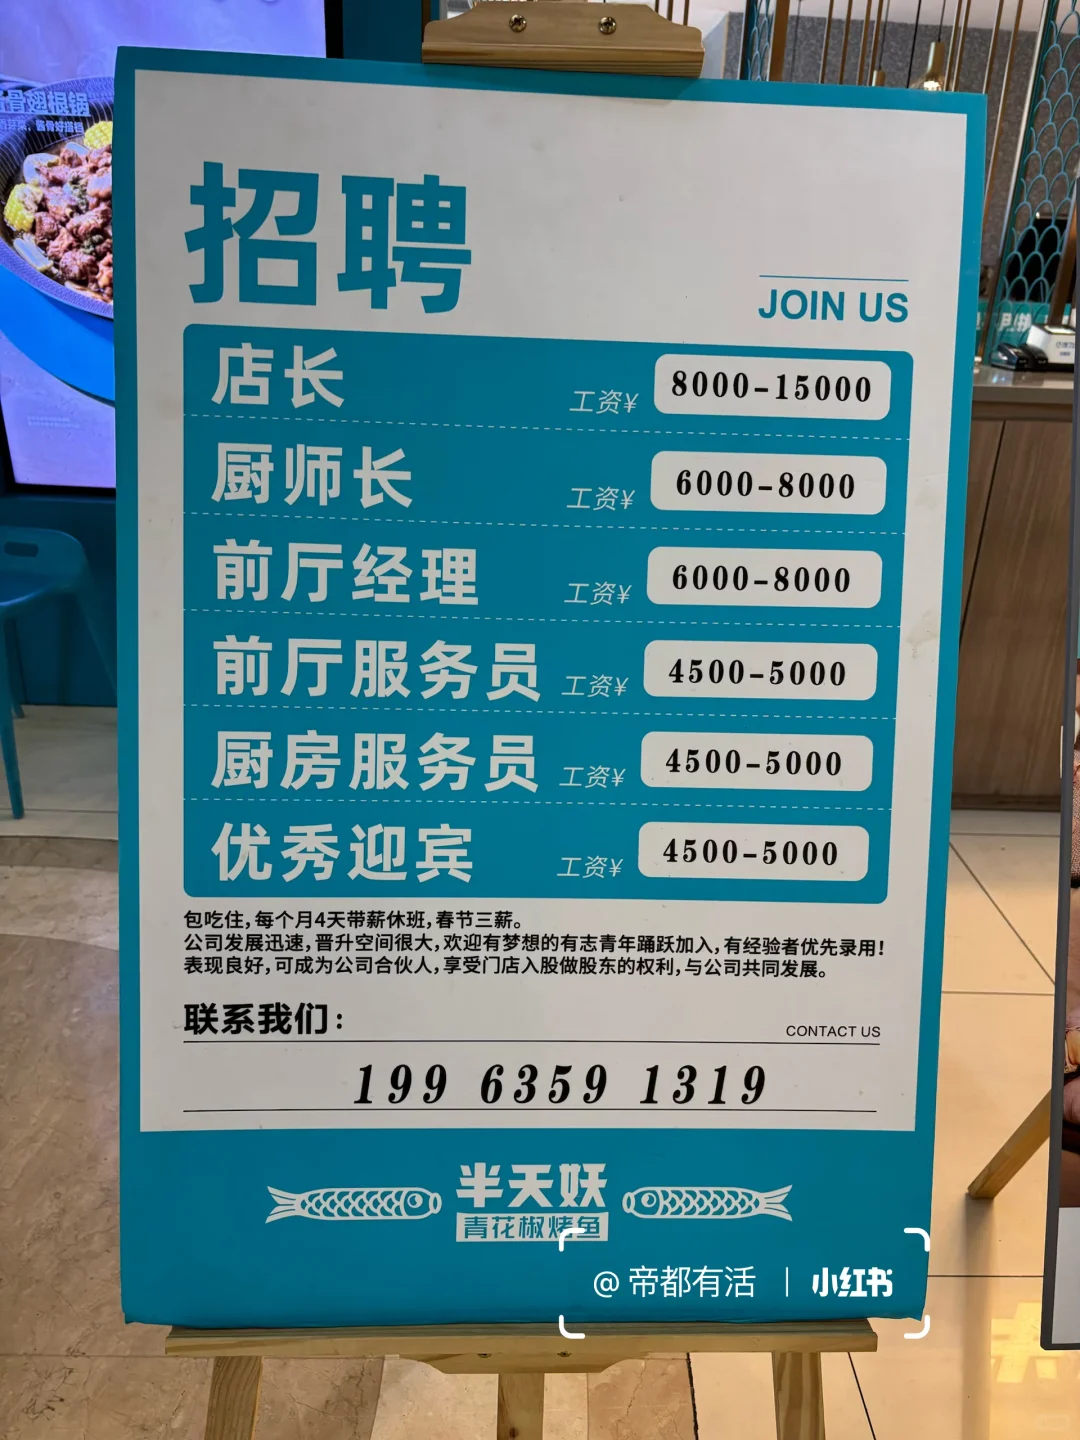 招聘
JOIN US
店长 工资¥ 8000-15000
厨师长 工资¥ 6000-8000
前厅经理 工资¥ 6000-8000
前厅服务员 工资¥ 4500-5000
厨房服务员 工资¥ 4500-5000
优秀迎宾 工资¥ 4500-5000
包吃住,每个月4天带薪休班,春节三薪。
公司发展迅速,晋升空间很大,欢迎有梦想的有志青年踊跃加入,有经验者优先录用!
表现良好,可成为公司合伙人,享受门店入股做股东的权利,与公司共同发展。
联系我们:
CONTACT US
199 6359 1319
半天妖
青花椒烤鱼
@ 帝都有活 | 小红书